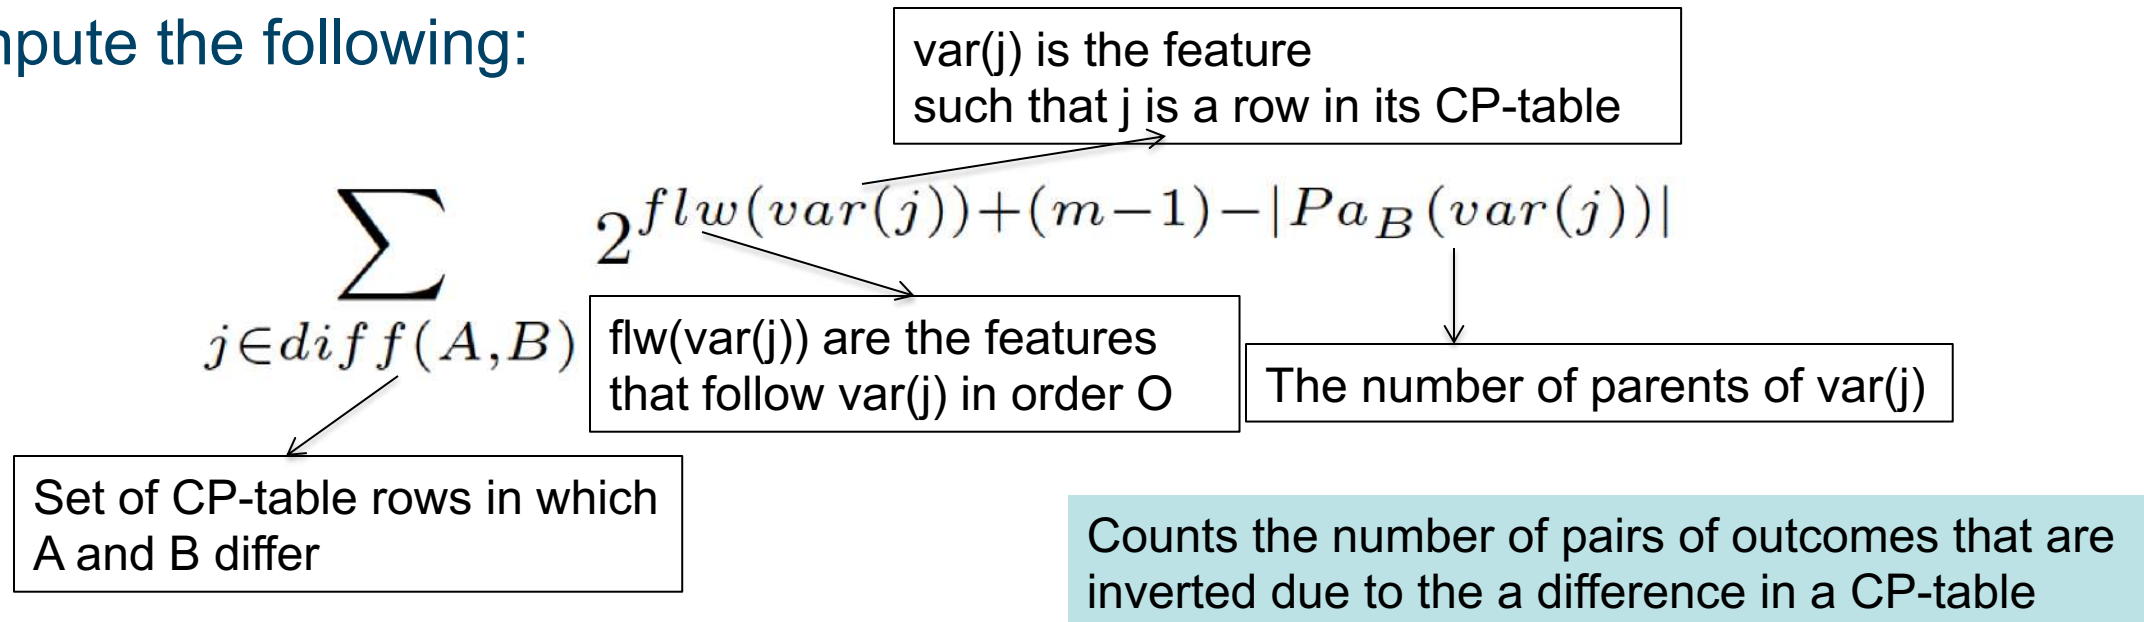 mpute the following:
var(j) is the feature
such that j is a row in its CP-table
∑ 2^{flw(var(j))+(m−1)−|Pa_B(var(j))|}
j∈diff(A,B)
flw(var(j)) are the features
that follow var(j) in order O
The number of parents of var(j)
Set of CP-table rows in which
A and B differ
Counts the number of pairs of outcomes that are
inverted due to the a difference in a CP-table